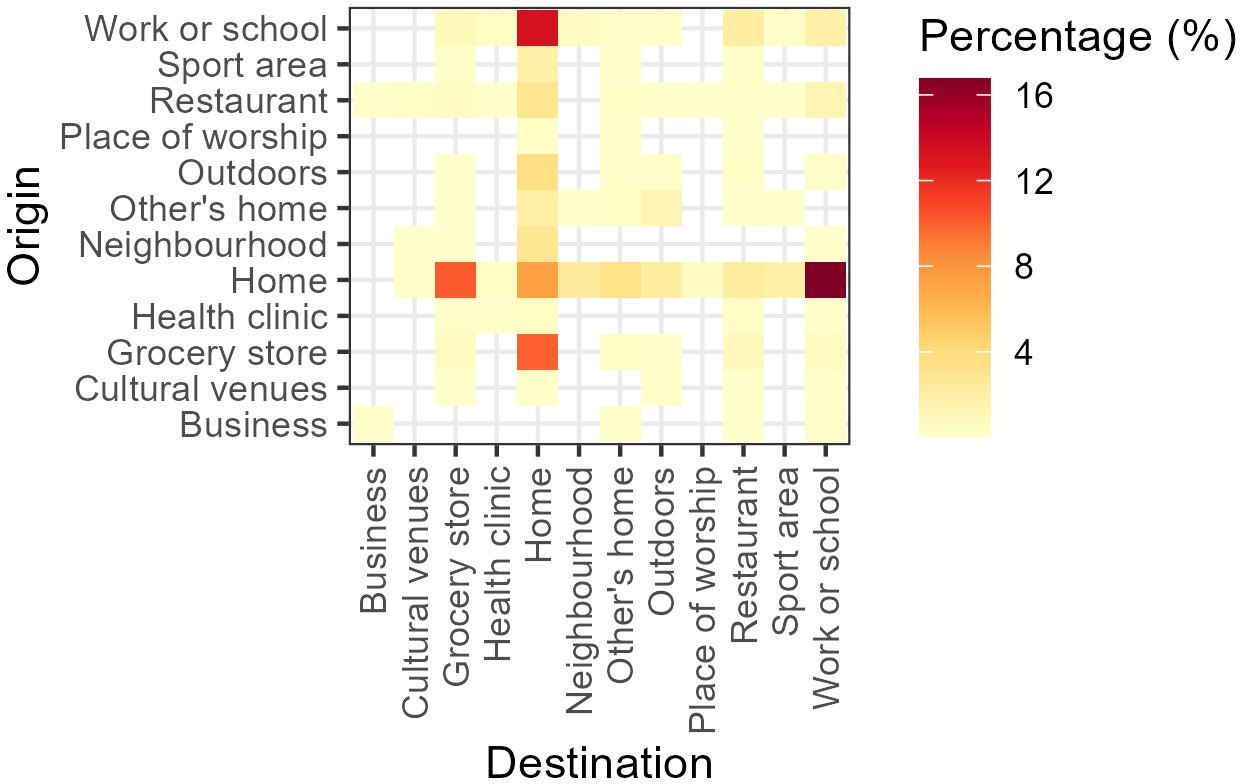 Percentage (%)
16
12
8
4
Origin
Work or school
Sport area
Restaurant
Place of worship
Outdoors
Other's home
Neighbourhood
Home
Health clinic
Grocery store
Cultural venues
Business
Business
Cultural venues
Grocery store
Health clinic
Home
Neighbourhood
Other's home
Outdoors
Place of worship
Restaurant
Sport area
Work or school
Destination